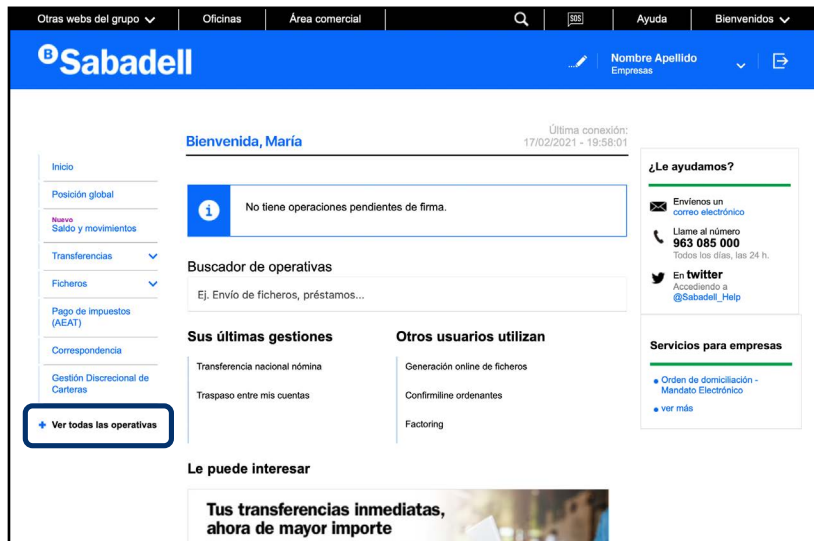 Otras webs del grupo
Oficinas
Área comercial
SOS
Ayuda
Bienvenidos
B Sabadell
...
Nombre Apellido
Empresas
Bienvenida, María
Última conexión:
17/02/2021 - 19:58:01
Inicio
Posición global
Nuevo
Saldo y movimientos
Transferencias
Ficheros
Pago de impuestos
(AEAT)
Correspondencia
Gestión Discrecional de
Carteras
+ Ver todas las operativas
i
No tiene operaciones pendientes de firma.
Buscador de operativas
Ej. Envío de ficheros, préstamos...
Sus últimas gestiones
Transferencia nacional nómina
Traspaso entre mis cuentas
Otros usuarios utilizan
Generación online de ficheros
Confirmiline ordenantes
Factoring
Le puede interesar
Tus transferencias inmediatas,
ahora de mayor importe
¿Le ayudamos?
Envíenos un
correo electrónico
Llame al número
963 085 000
Todos los días, las 24 h.
En twitter
Accediendo a
@Sabadell_Help
Servicios para empresas
Orden de domiciliación -
Mandato Electrónico
ver más